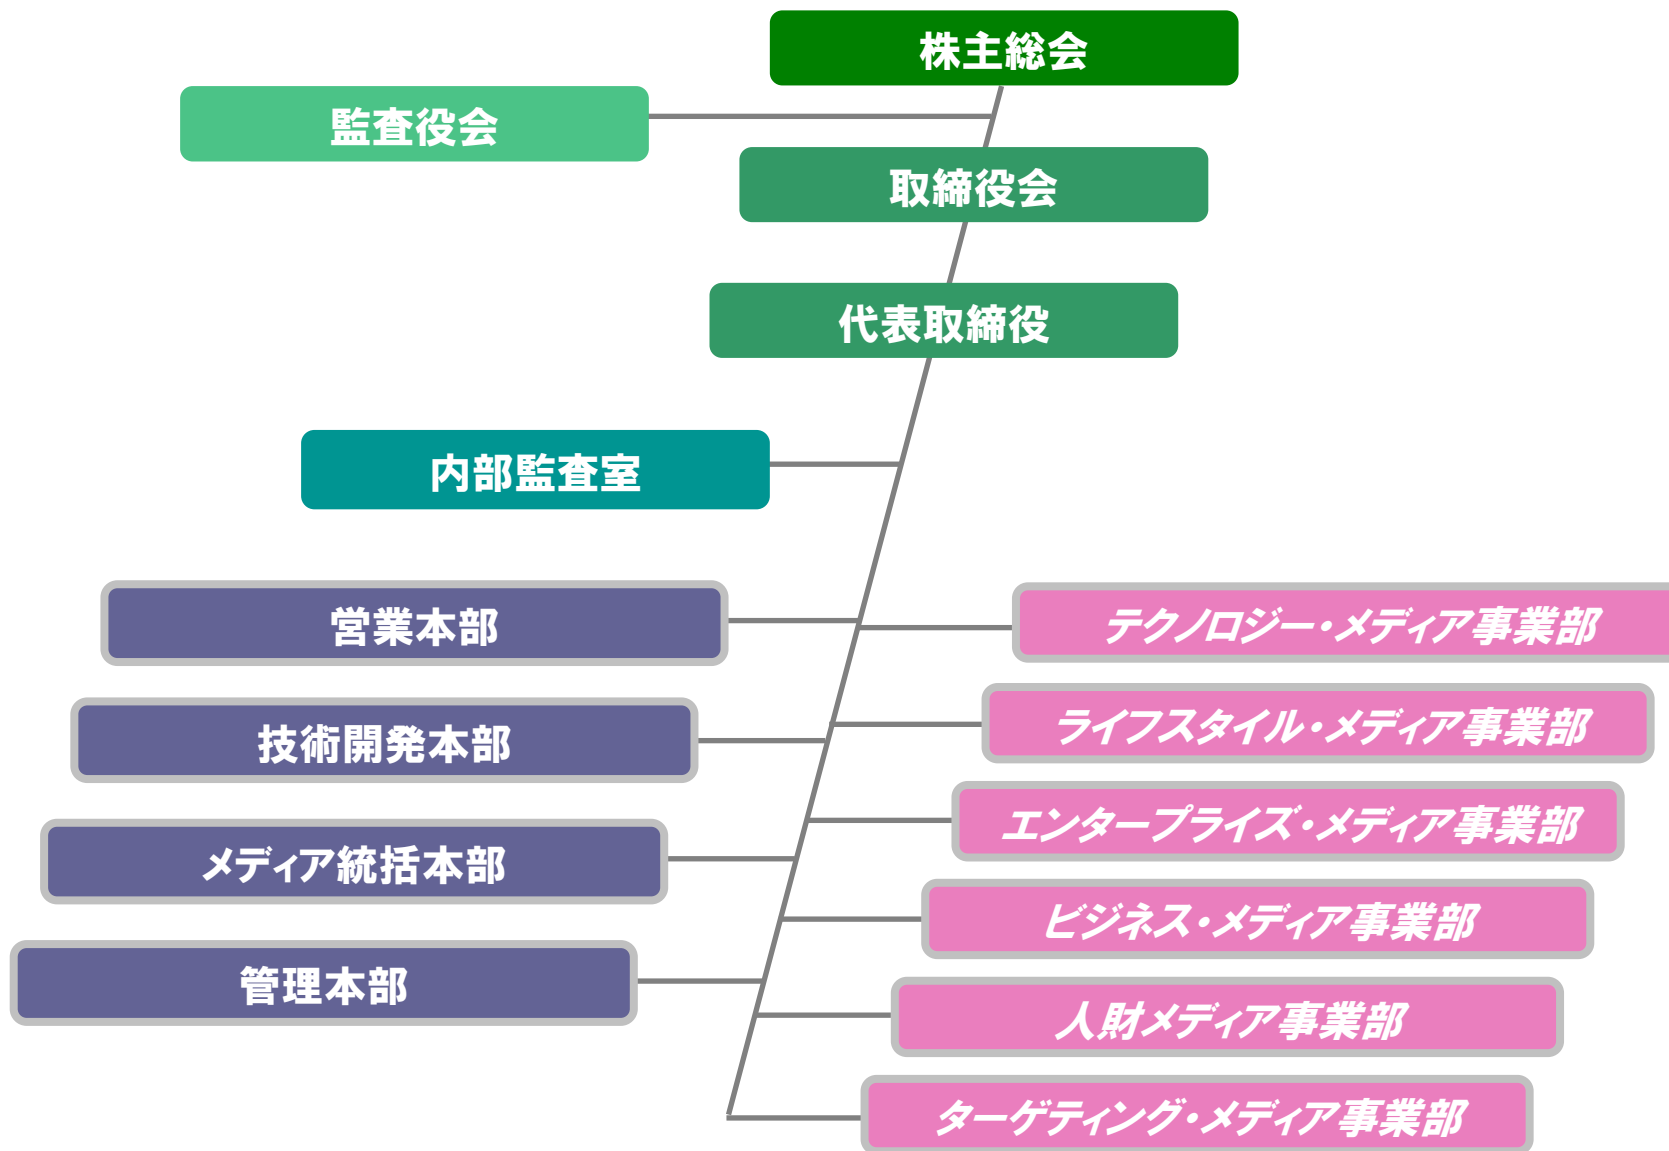 株主総会
監査役会
取締役会
代表取締役
内部監査室
営業本部
技術開発本部
メディア統括本部
管理本部
テクノロジー・メディア事業部
ライフスタイル・メディア事業部
エンタープライズ・メディア事業部
ビジネス・メディア事業部
人財メディア事業部
ターゲティング・メディア事業部